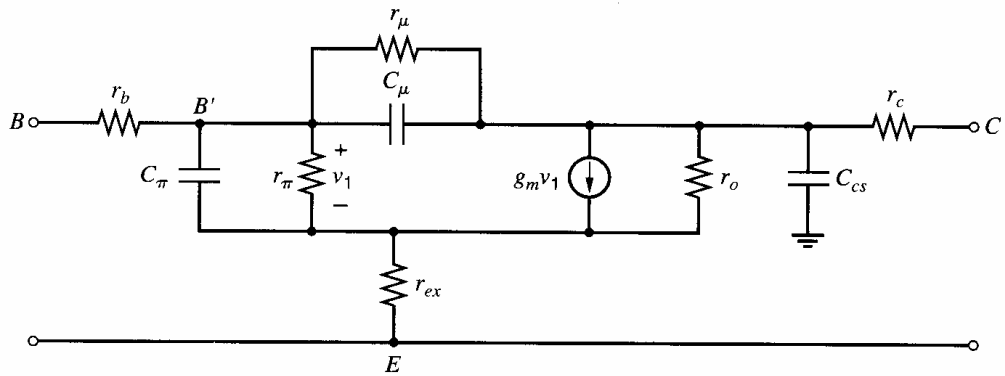 r_μ
C_μ
r_b
B'
r_c
B
C
C_π
r_π
+
v_1
−
g_m v_1
r_o
C_cs
r_ex
E